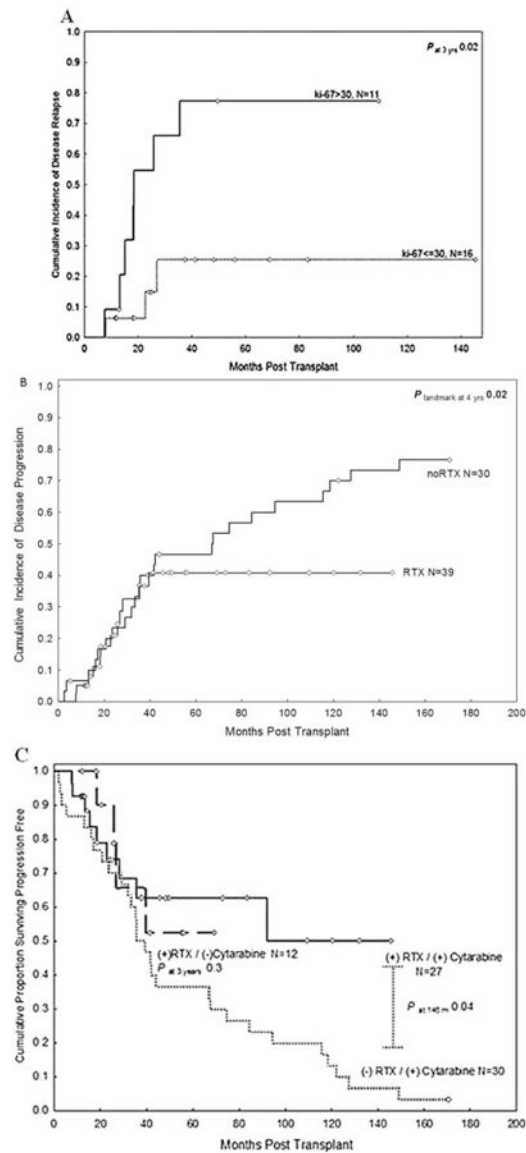 A
P at 3 yrs 0.02
ki-67>30, N=11
ki-67<=30, N=16
Cumulative Incidence of Disease Relapse
1.0
0.9
0.8
0.7
0.6
0.5
0.4
0.3
0.2
0.1
0.0
0 20 40 60 80 100 120 140
Months Post Transplant
B
P landmark at 4 yrs 0.02
noRTX N=30
RTX N=39
Cumulative Incidence of Disease Progression
1.0
0.9
0.8
0.7
0.6
0.5
0.4
0.3
0.2
0.1
0.0
0 20 40 60 80 100 120 140 160 180 200
Months Post Transplant
C
Cumulative Proportion Surviving Progression Free
1.0
0.9
0.8
0.7
0.6
0.5
0.4
0.3
0.2
0.1
0.0
(+)RTX / (-)Cytarabine N=12
P at 3 years 0.3
(+) RTX / (+) Cytarabine
N=27
P at 145 m 0.04
(-) RTX / (+) Cytarabine N=30
0 20 40 60 80 100 120 140 160 180 200
Months Post Transplant